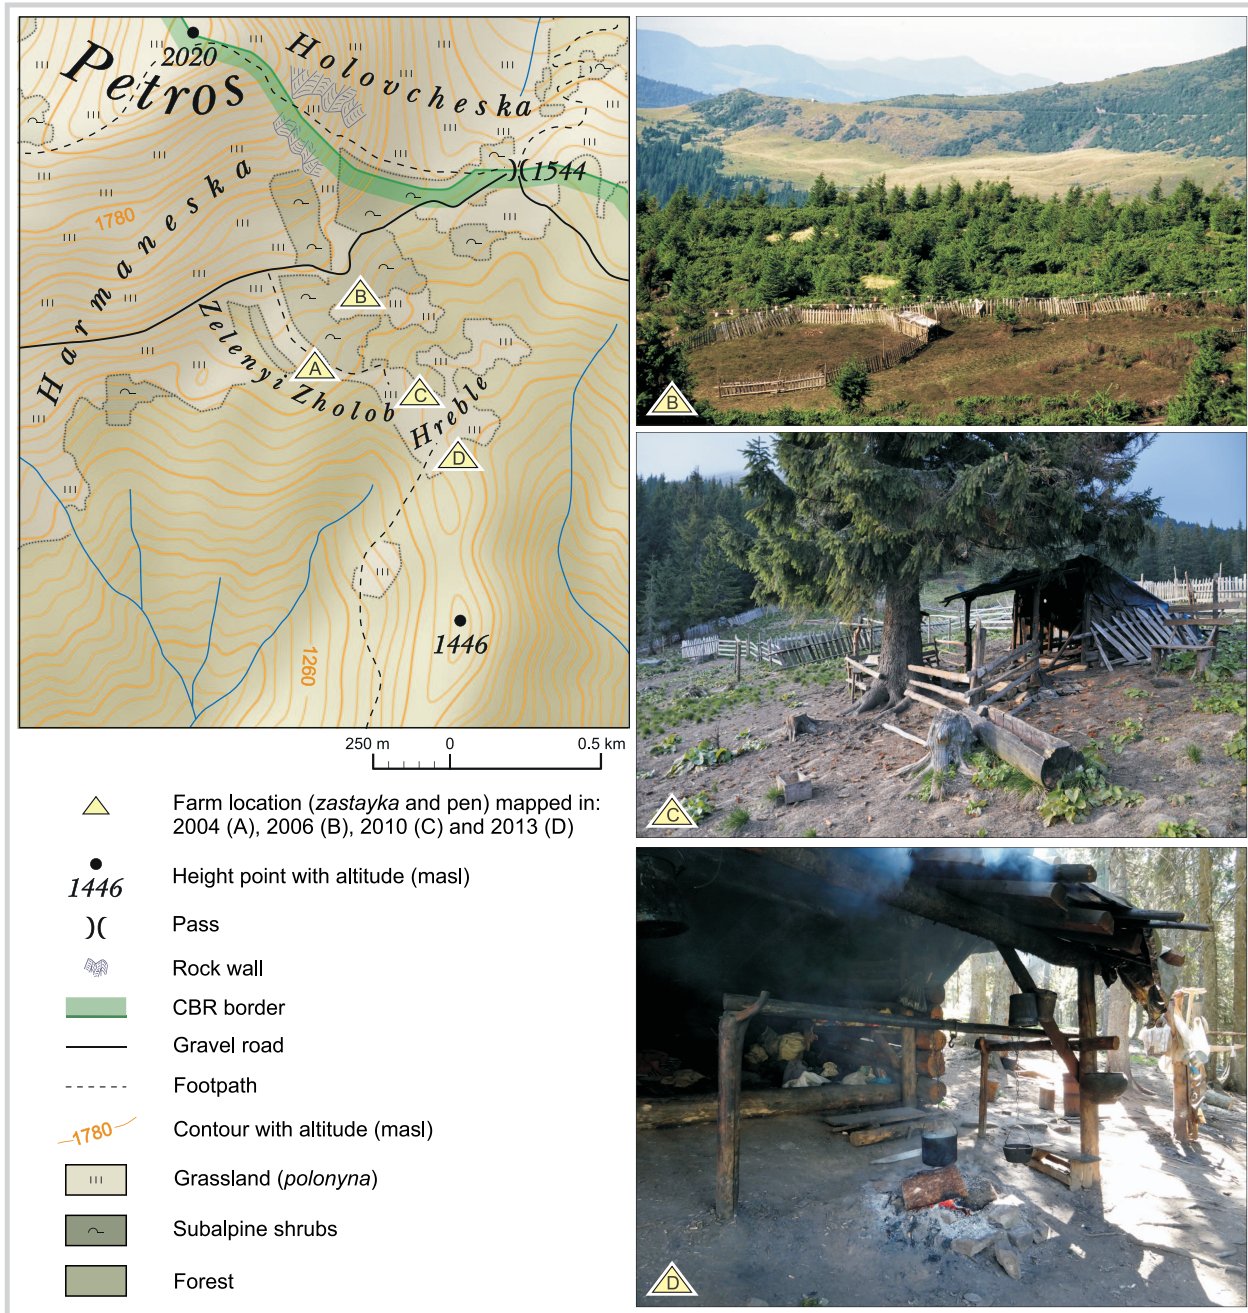 2020
Petros
Holovcheska
1544
Harmaneska
1780
B
A
Zelenyi Zholob
C
Hreble
D
1446
1260
250 m 0 0.5 km
Farm location (zastayka and pen) mapped in:
2004 (A), 2006 (B), 2010 (C) and 2013 (D)
1446 Height point with altitude (masl)
Pass
Rock wall
CBR border
Gravel road
Footpath
1780 Contour with altitude (masl)
Grassland (polonyna)
Subalpine shrubs
Forest
B
C
D